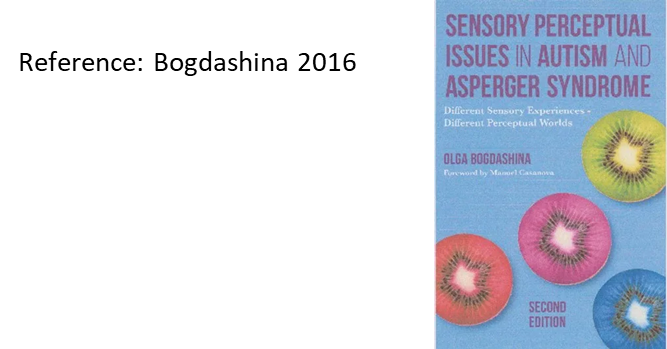 Reference: Bogdashina 2016
SENSORY PERCEPTUAL
ISSUES IN AUTISM AND
ASPERGER SYNDROME
Different Sensory Experiences -
Different Perceptual Worlds
OLGA BOGDASHINA
Foreword by Manuel Casanova
SECOND
EDITION